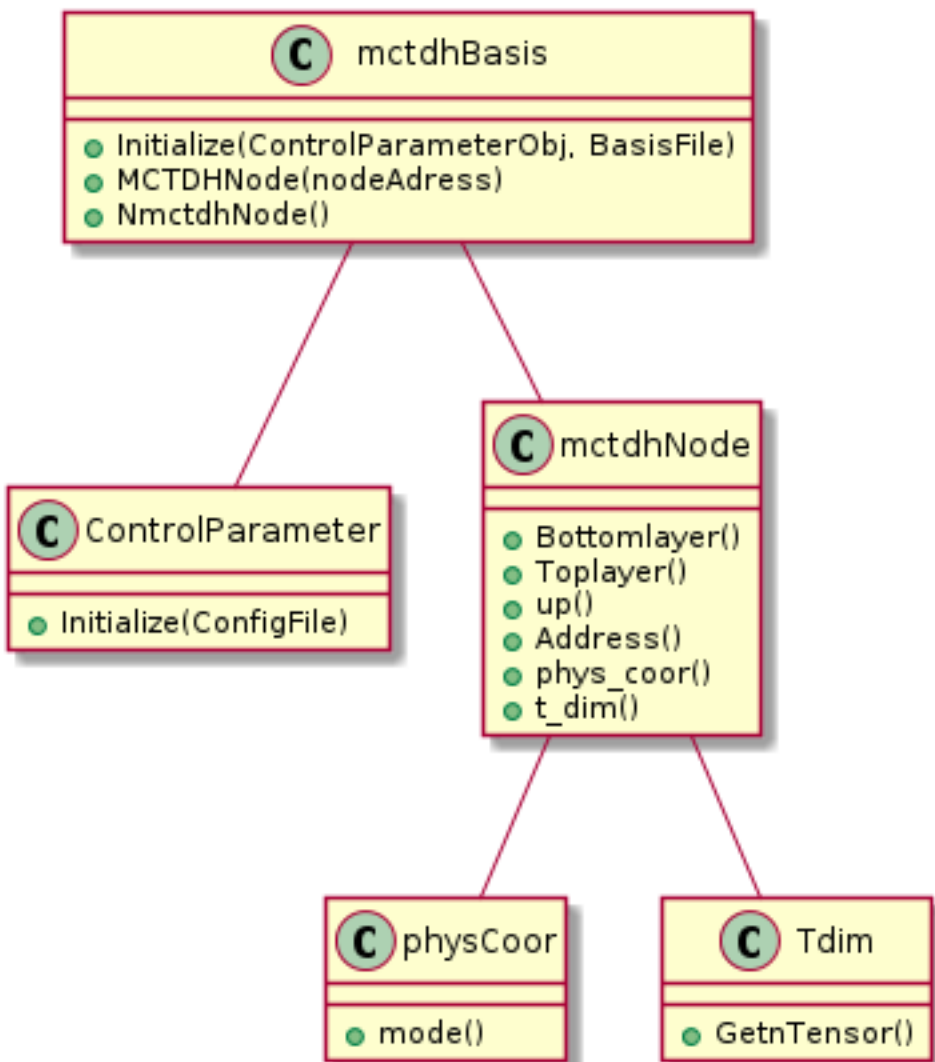 C mctdhBasis
Initialize(ControlParameterObj, BasisFile)
MCTDHNode(nodeAdress)
NmctdhNode()
C mctdhNode
Bottomlayer()
Toplayer()
up()
Address()
phys_coor()
t_dim()
C ControlParameter
Initialize(ConfigFile)
C physCoor
mode()
C Tdim
GetnTensor()